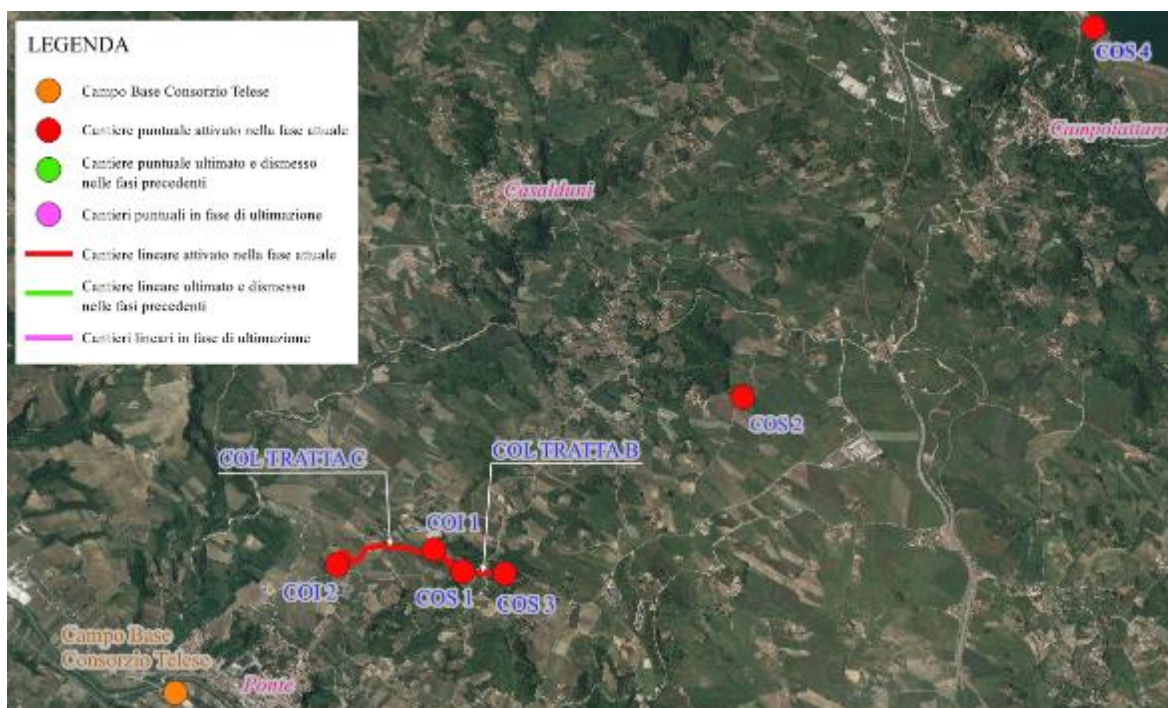 LEGENDA
Campo Base Consorzio Telese
Cantiere puntuale attivato nella fase attuale
Cantiere puntuale ultimato e dismesso
nelle fasi precedenti
Cantieri puntuali in fase di ultimazione
Cantiere lineare attivato nella fase attuale
Cantiere lineare ultimato e dismesso
nelle fasi precedenti
Cantieri lineari in fase di ultimazione
COS 4
Campolattaro
Casalduni
COS 2
COL TRATTA C
COL TRATTA B
COI 1
COI 2
COS 1
COS 3
Campo Base
Consorzio Telese
Ponte